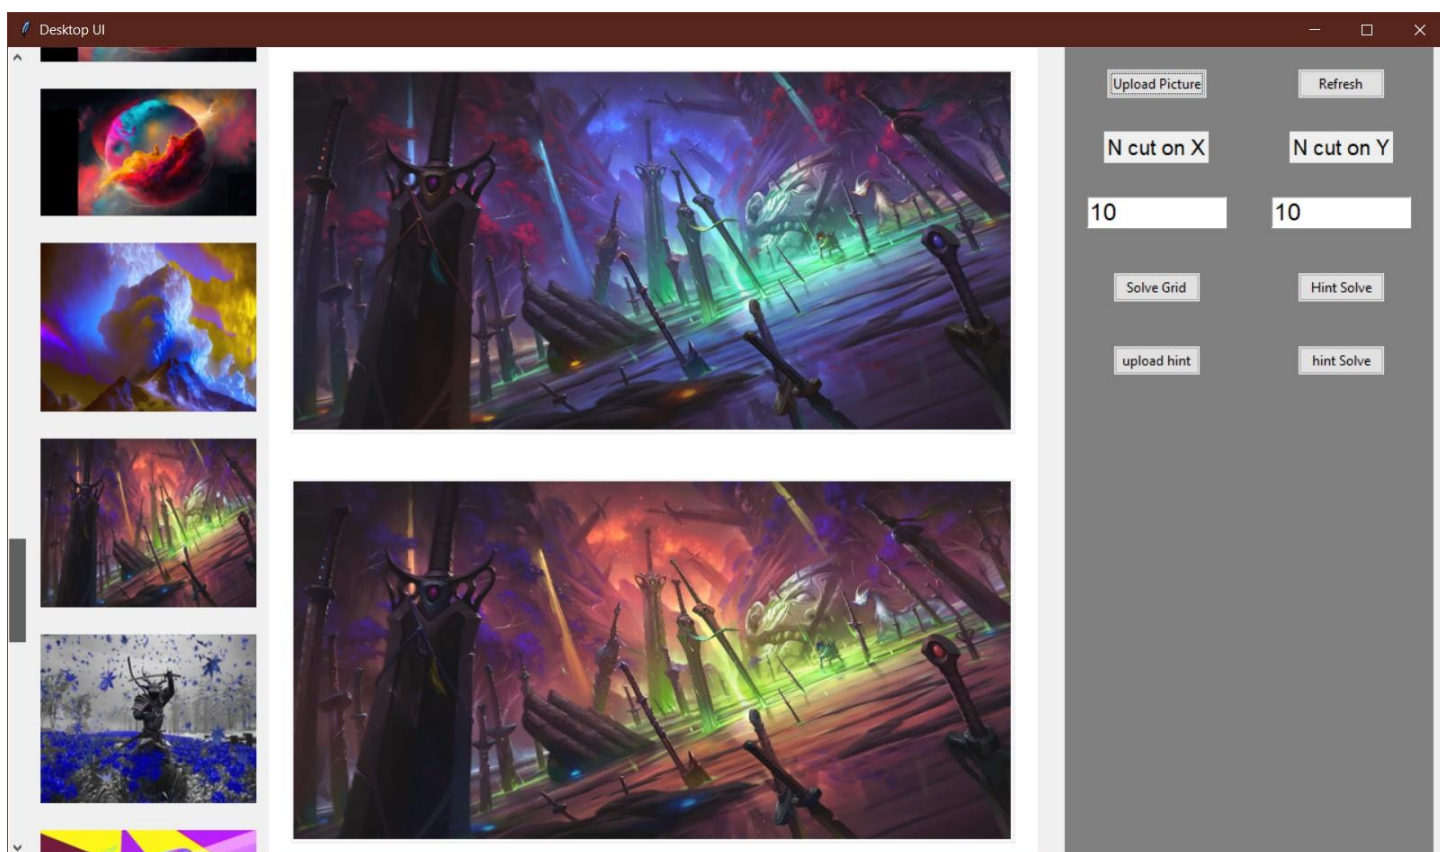 Desktop UI
Upload Picture
Refresh
N cut on X
N cut on Y
10
10
Solve Grid
Hint Solve
upload hint
hint Solve